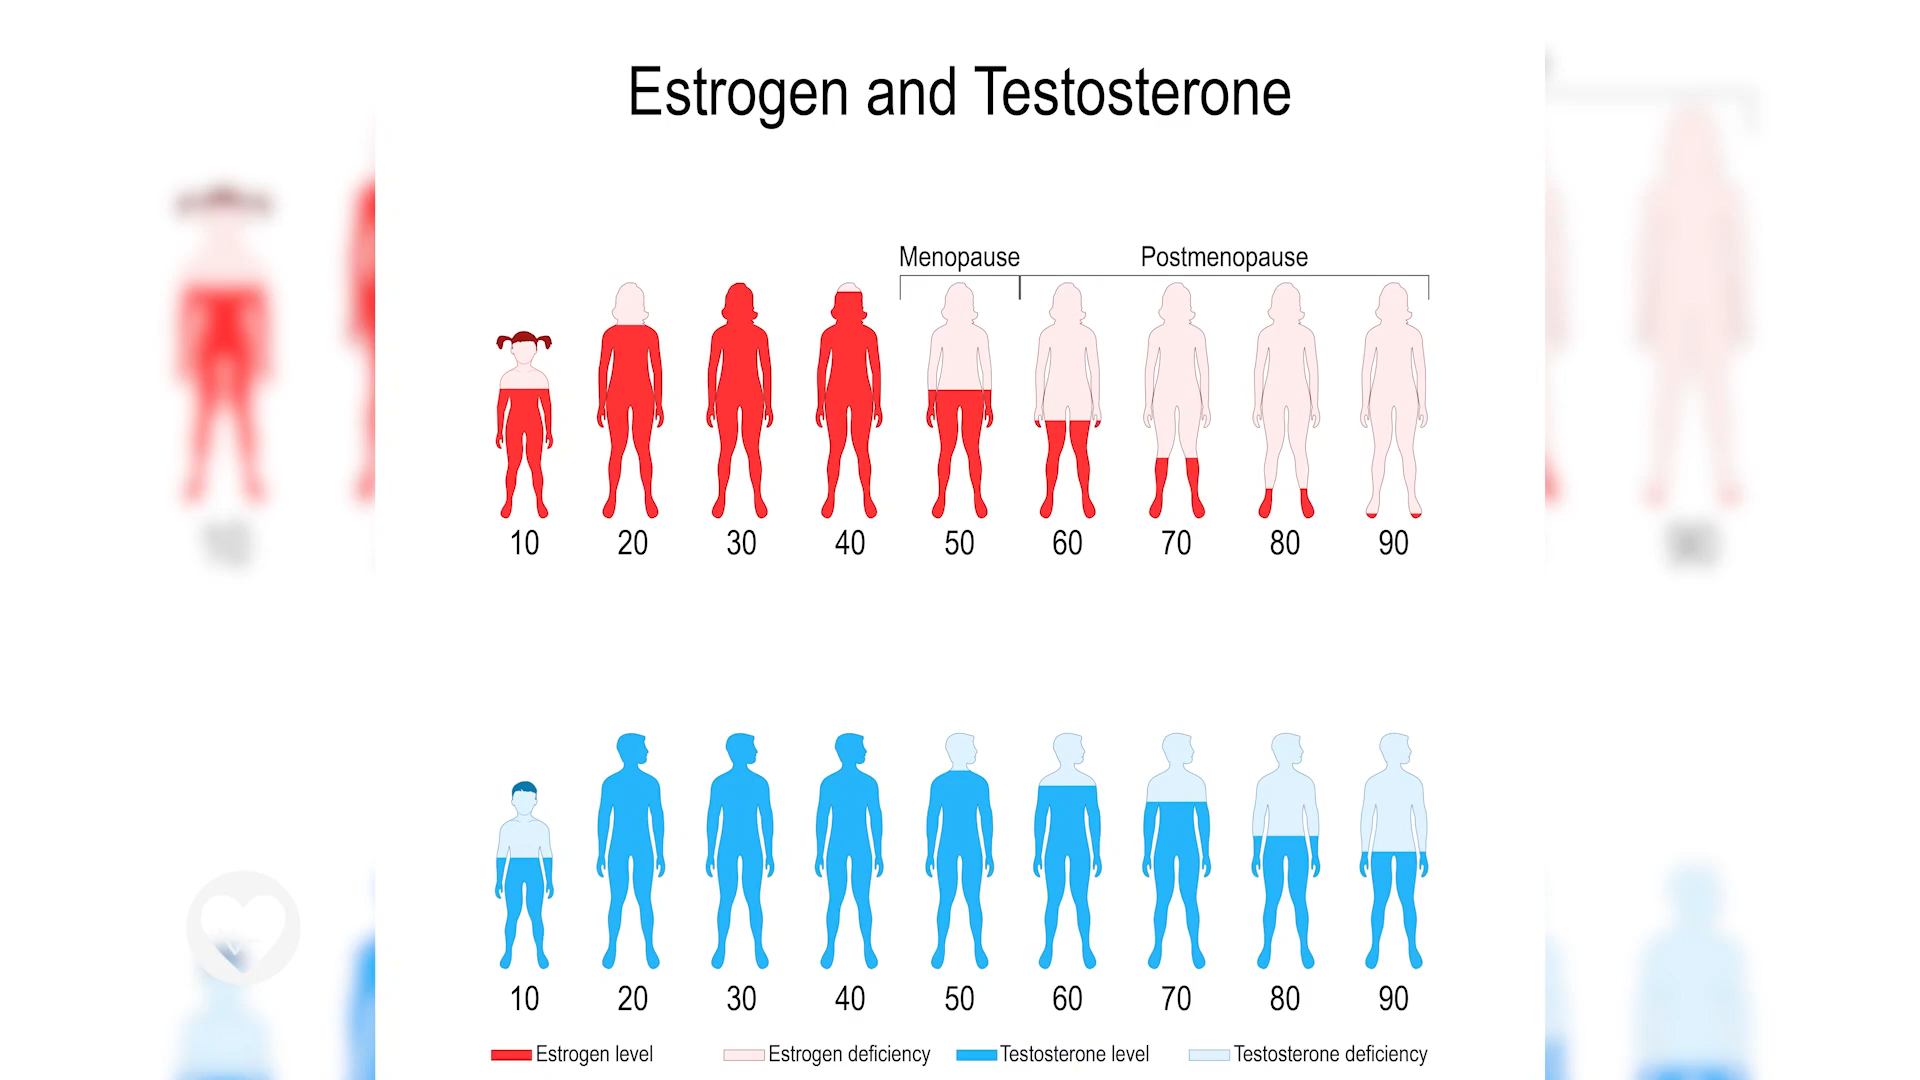 Estrogen and Testosterone
Menopause
Postmenopause
10 20 30 40 50 60 70 80 90
10 20 30 40 50 60 70 80 90
Estrogen level
Estrogen deficiency
Testosterone level
Testosterone deficiency